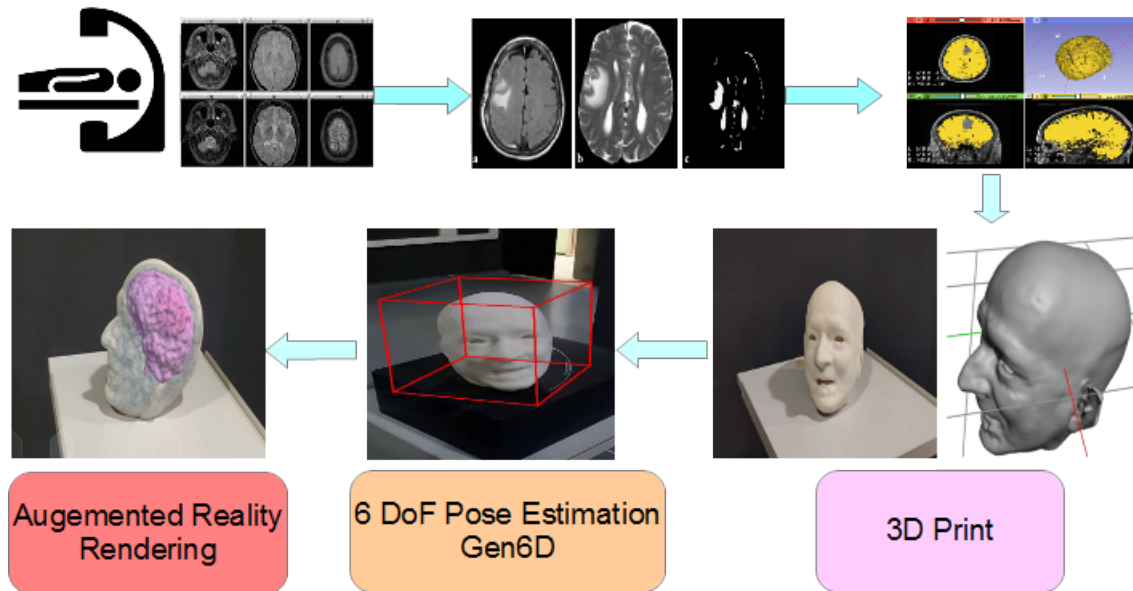 a
b
c
Augemented Reality
Rendering
6 DoF Pose Estimation
Gen6D
3D Print